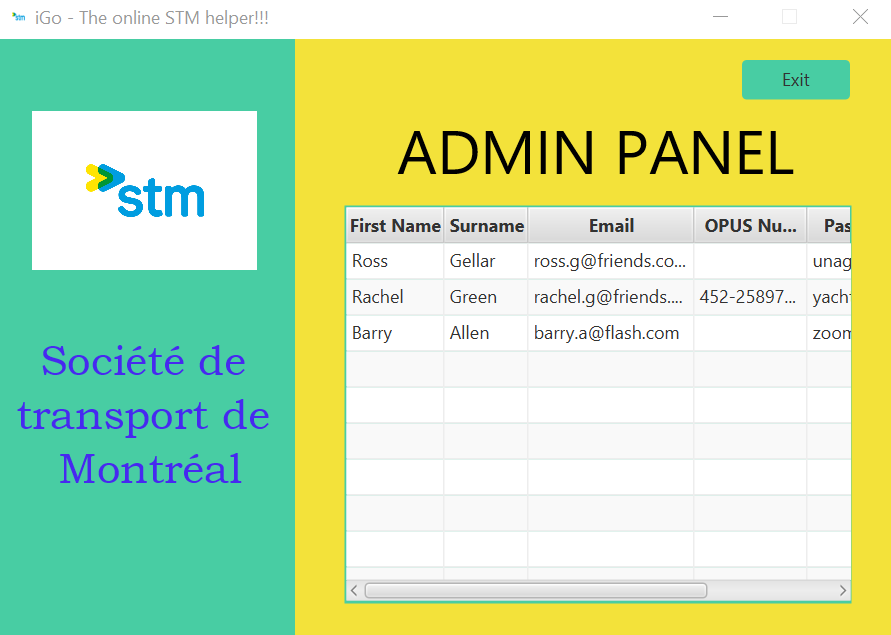 iGo - The online STM helper!!!
Exit
stm
ADMIN PANEL
First Name Surname Email OPUS Nu... Pas
Ross Gellar ross.g@friends.co... unag
Rachel Green rachel.g@friends.... 452-25897... yach
Barry Allen barry.a@flash.com zoom
Société de
transport de
Montréal